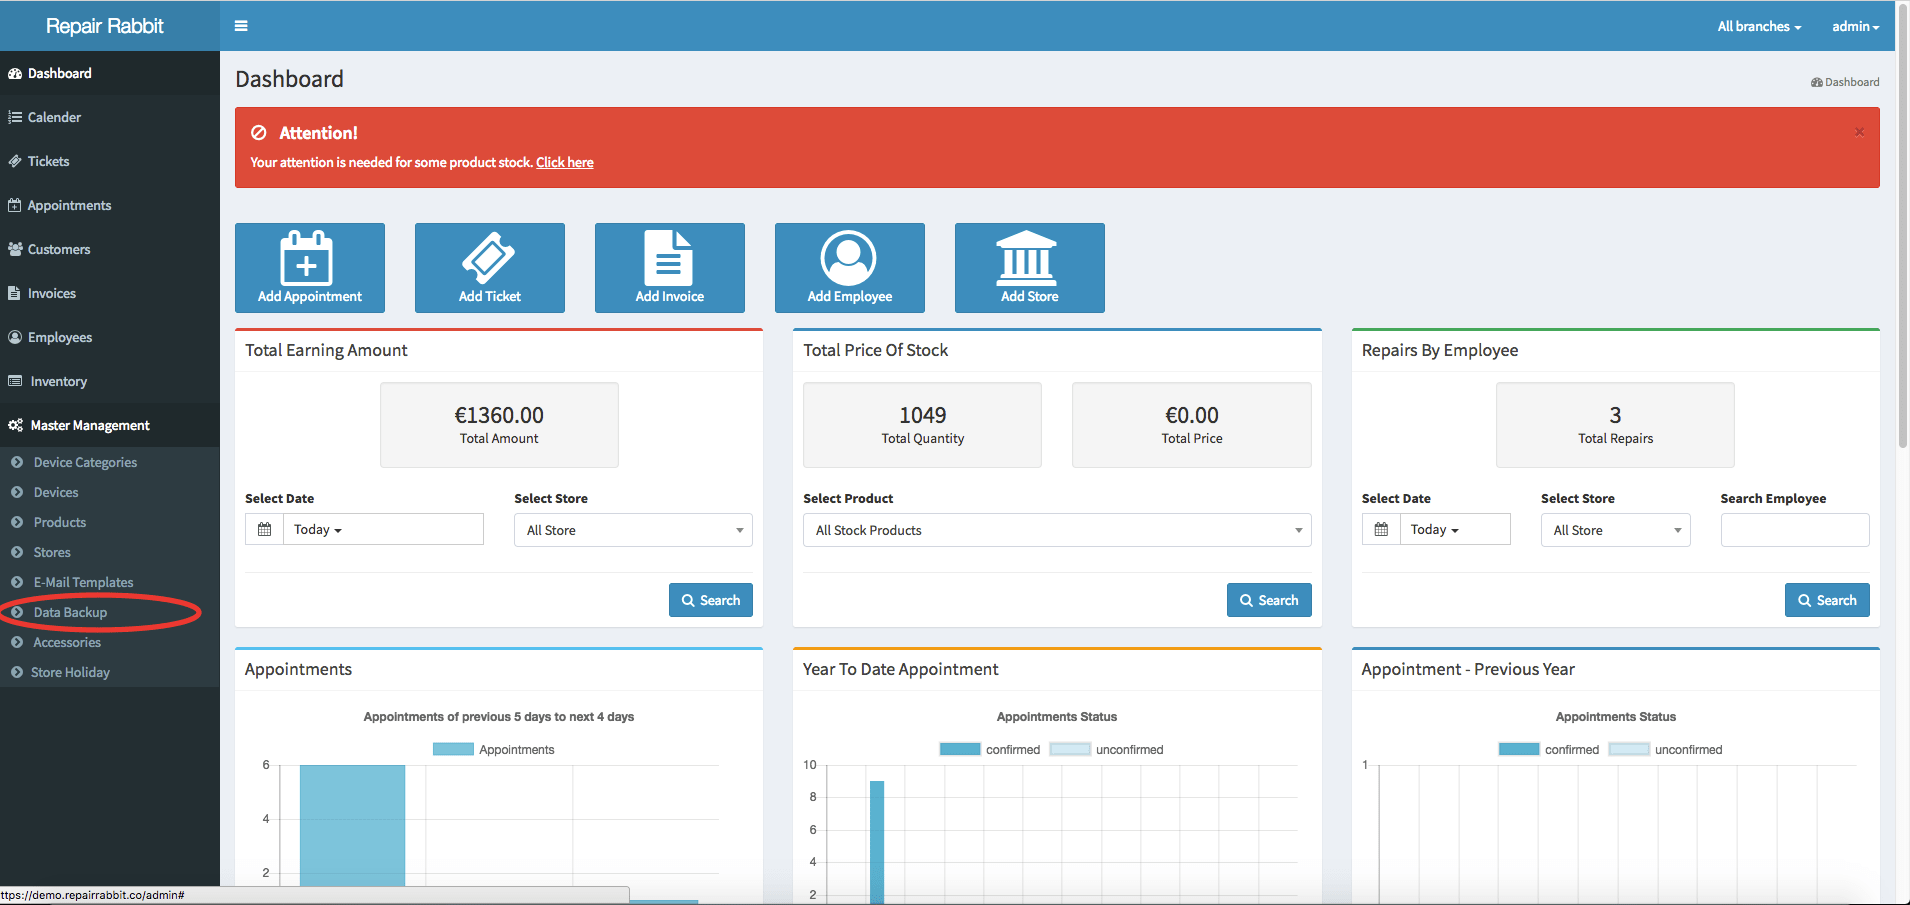 Repair Rabbit
All branches
admin
Dashboard
Calender
Tickets
Appointments
Customers
Invoices
Employees
Inventory
Master Management
Device Categories
Devices
Products
Stores
E-Mail Templates
Data Backup
Accessories
Store Holiday
Dashboard
Dashboard
Attention!
×
Your attention is needed for some product stock. Click here
Add Appointment
Add Ticket
Add Invoice
Add Employee
Add Store
Total Earning Amount
€1360.00
Total Amount
Select Date
Select Store
Today
All Store
Search
Total Price Of Stock
1049
Total Quantity
€0.00
Total Price
Select Product
All Stock Products
Search
Repairs By Employee
3
Total Repairs
Select Date
Select Store
Search Employee
Today
All Store
Search
Appointments
Appointments of previous 5 days to next 4 days
Appointments
6
4
2
Year To Date Appointment
Appointments Status
confirmed
unconfirmed
10
8
6
4
2
Appointment - Previous Year
Appointments Status
confirmed
unconfirmed
1
ttps://demo.repairrabbit.co/admin#